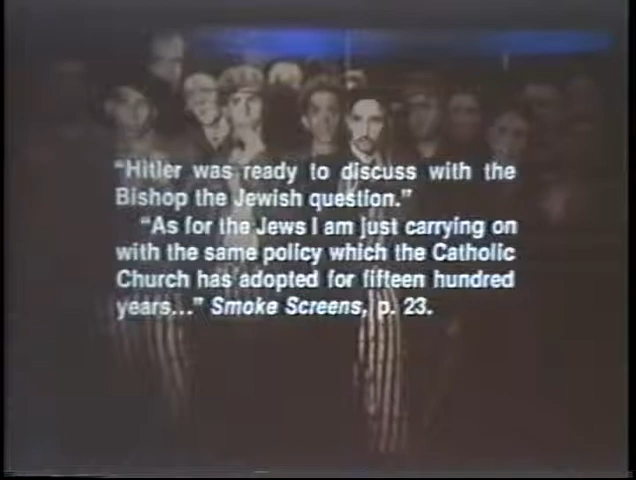 "Hitler was ready to discuss with the
Bishop the Jewish question."
"As for the Jews I am just carrying on
with the same policy which the Catholic
Church has adopted for fifteen hundred
years..." Smoke Screens, p. 23.